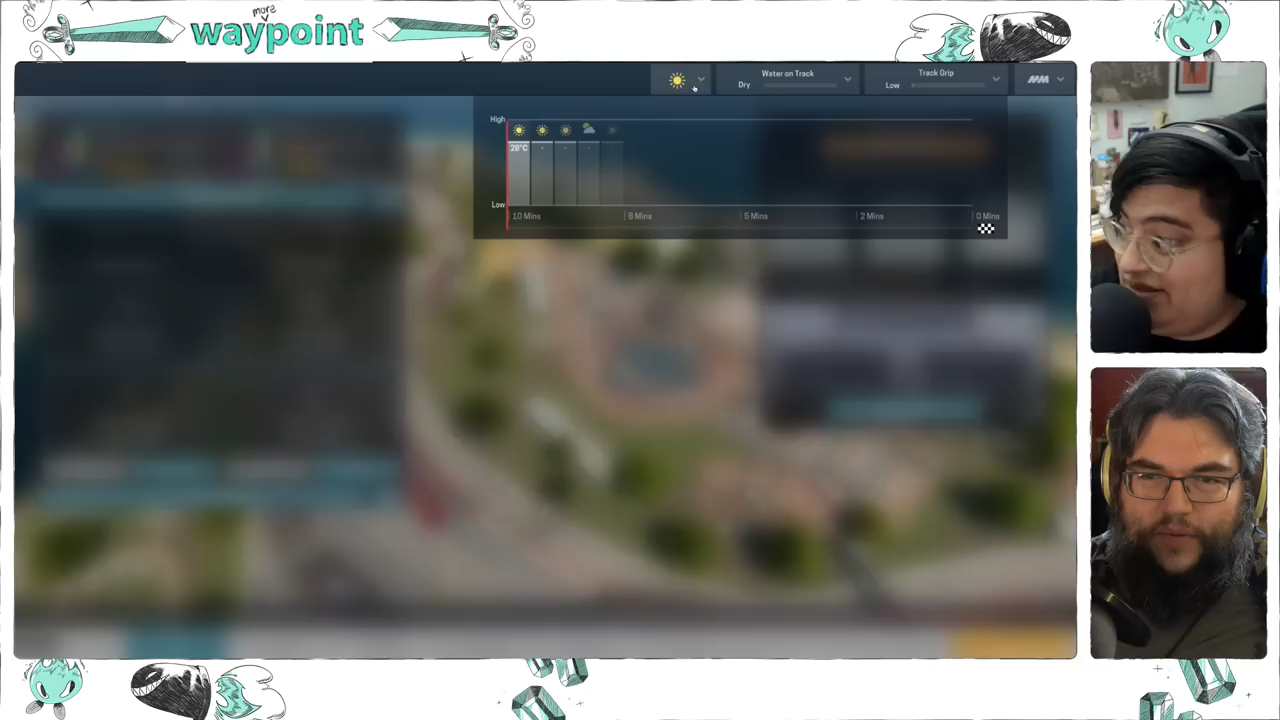 more
waypoint
Water on Track
Dry
Track Grip
Low
High
28°C
Low
10 Mins
8 Mins
5 Mins
2 Mins
0 Mins